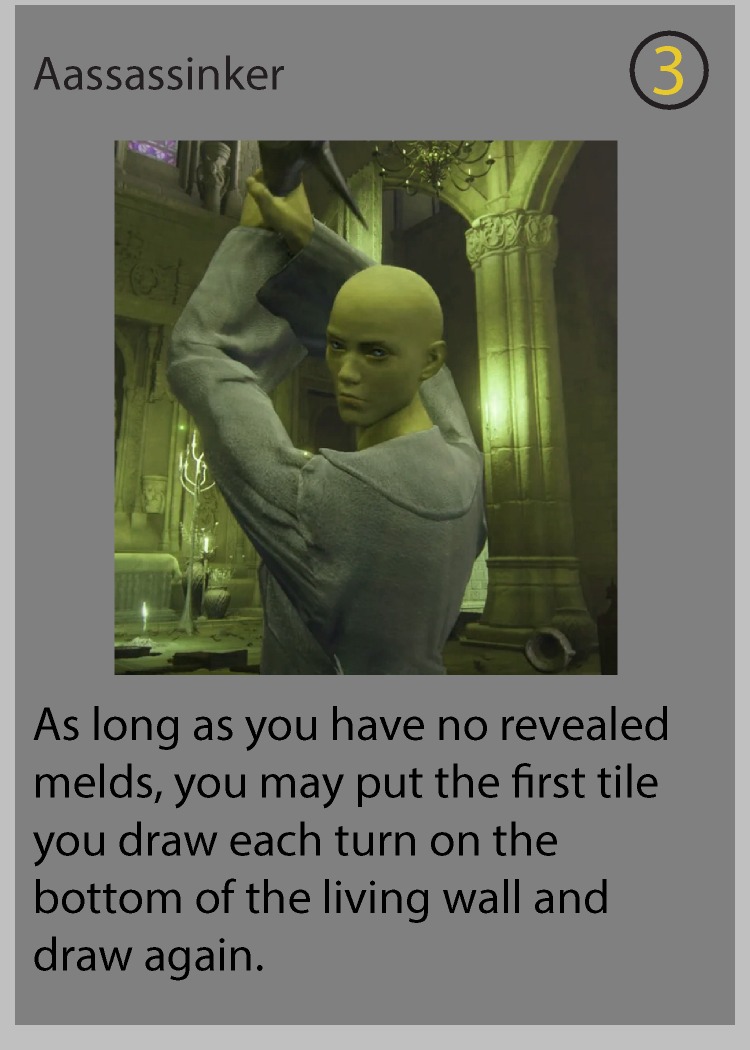 Aassassinker
3
As long as you have no revealed
melds, you may put the first tile
you draw each turn on the
bottom of the living wall and
draw again.